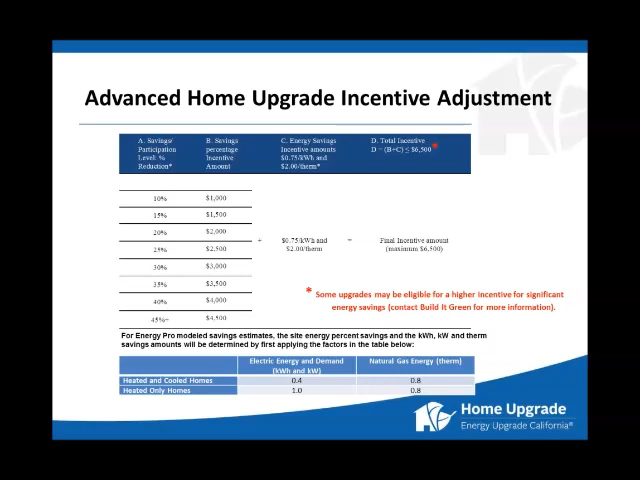 Advanced Home Upgrade Incentive Adjustment
A. Savings/ Participation Level: % Reduction*
B. Savings percentage Incentive Amount
C. Energy Savings Incentive amounts $0.75/kWh and $2.00/therm*
D. Total Incentive D = (B+C) ≤ $6,500 *
10% $1,000
15% $1,500
20% $2,000
25% $2,500
30% $3,000
35% $3,500
40% $4,000
45%+ $4,500
+ $0.75/kWh and $2.00/therm = Final Incentive amount (maximum $6,500)
* Some upgrades may be eligible for a higher incentive for significant
energy savings (contact Build It Green for more information).
For Energy Pro modeled savings estimates, the site energy percent savings and the kWh, kW and therm
savings amounts will be determined by first applying the factors in the table below:
Electric Energy and Demand (kWh and kW) Natural Gas Energy (therm)
Heated and Cooled Homes 0.4 0.8
Heated Only Homes 1.0 0.8
Home Upgrade
Energy Upgrade California®